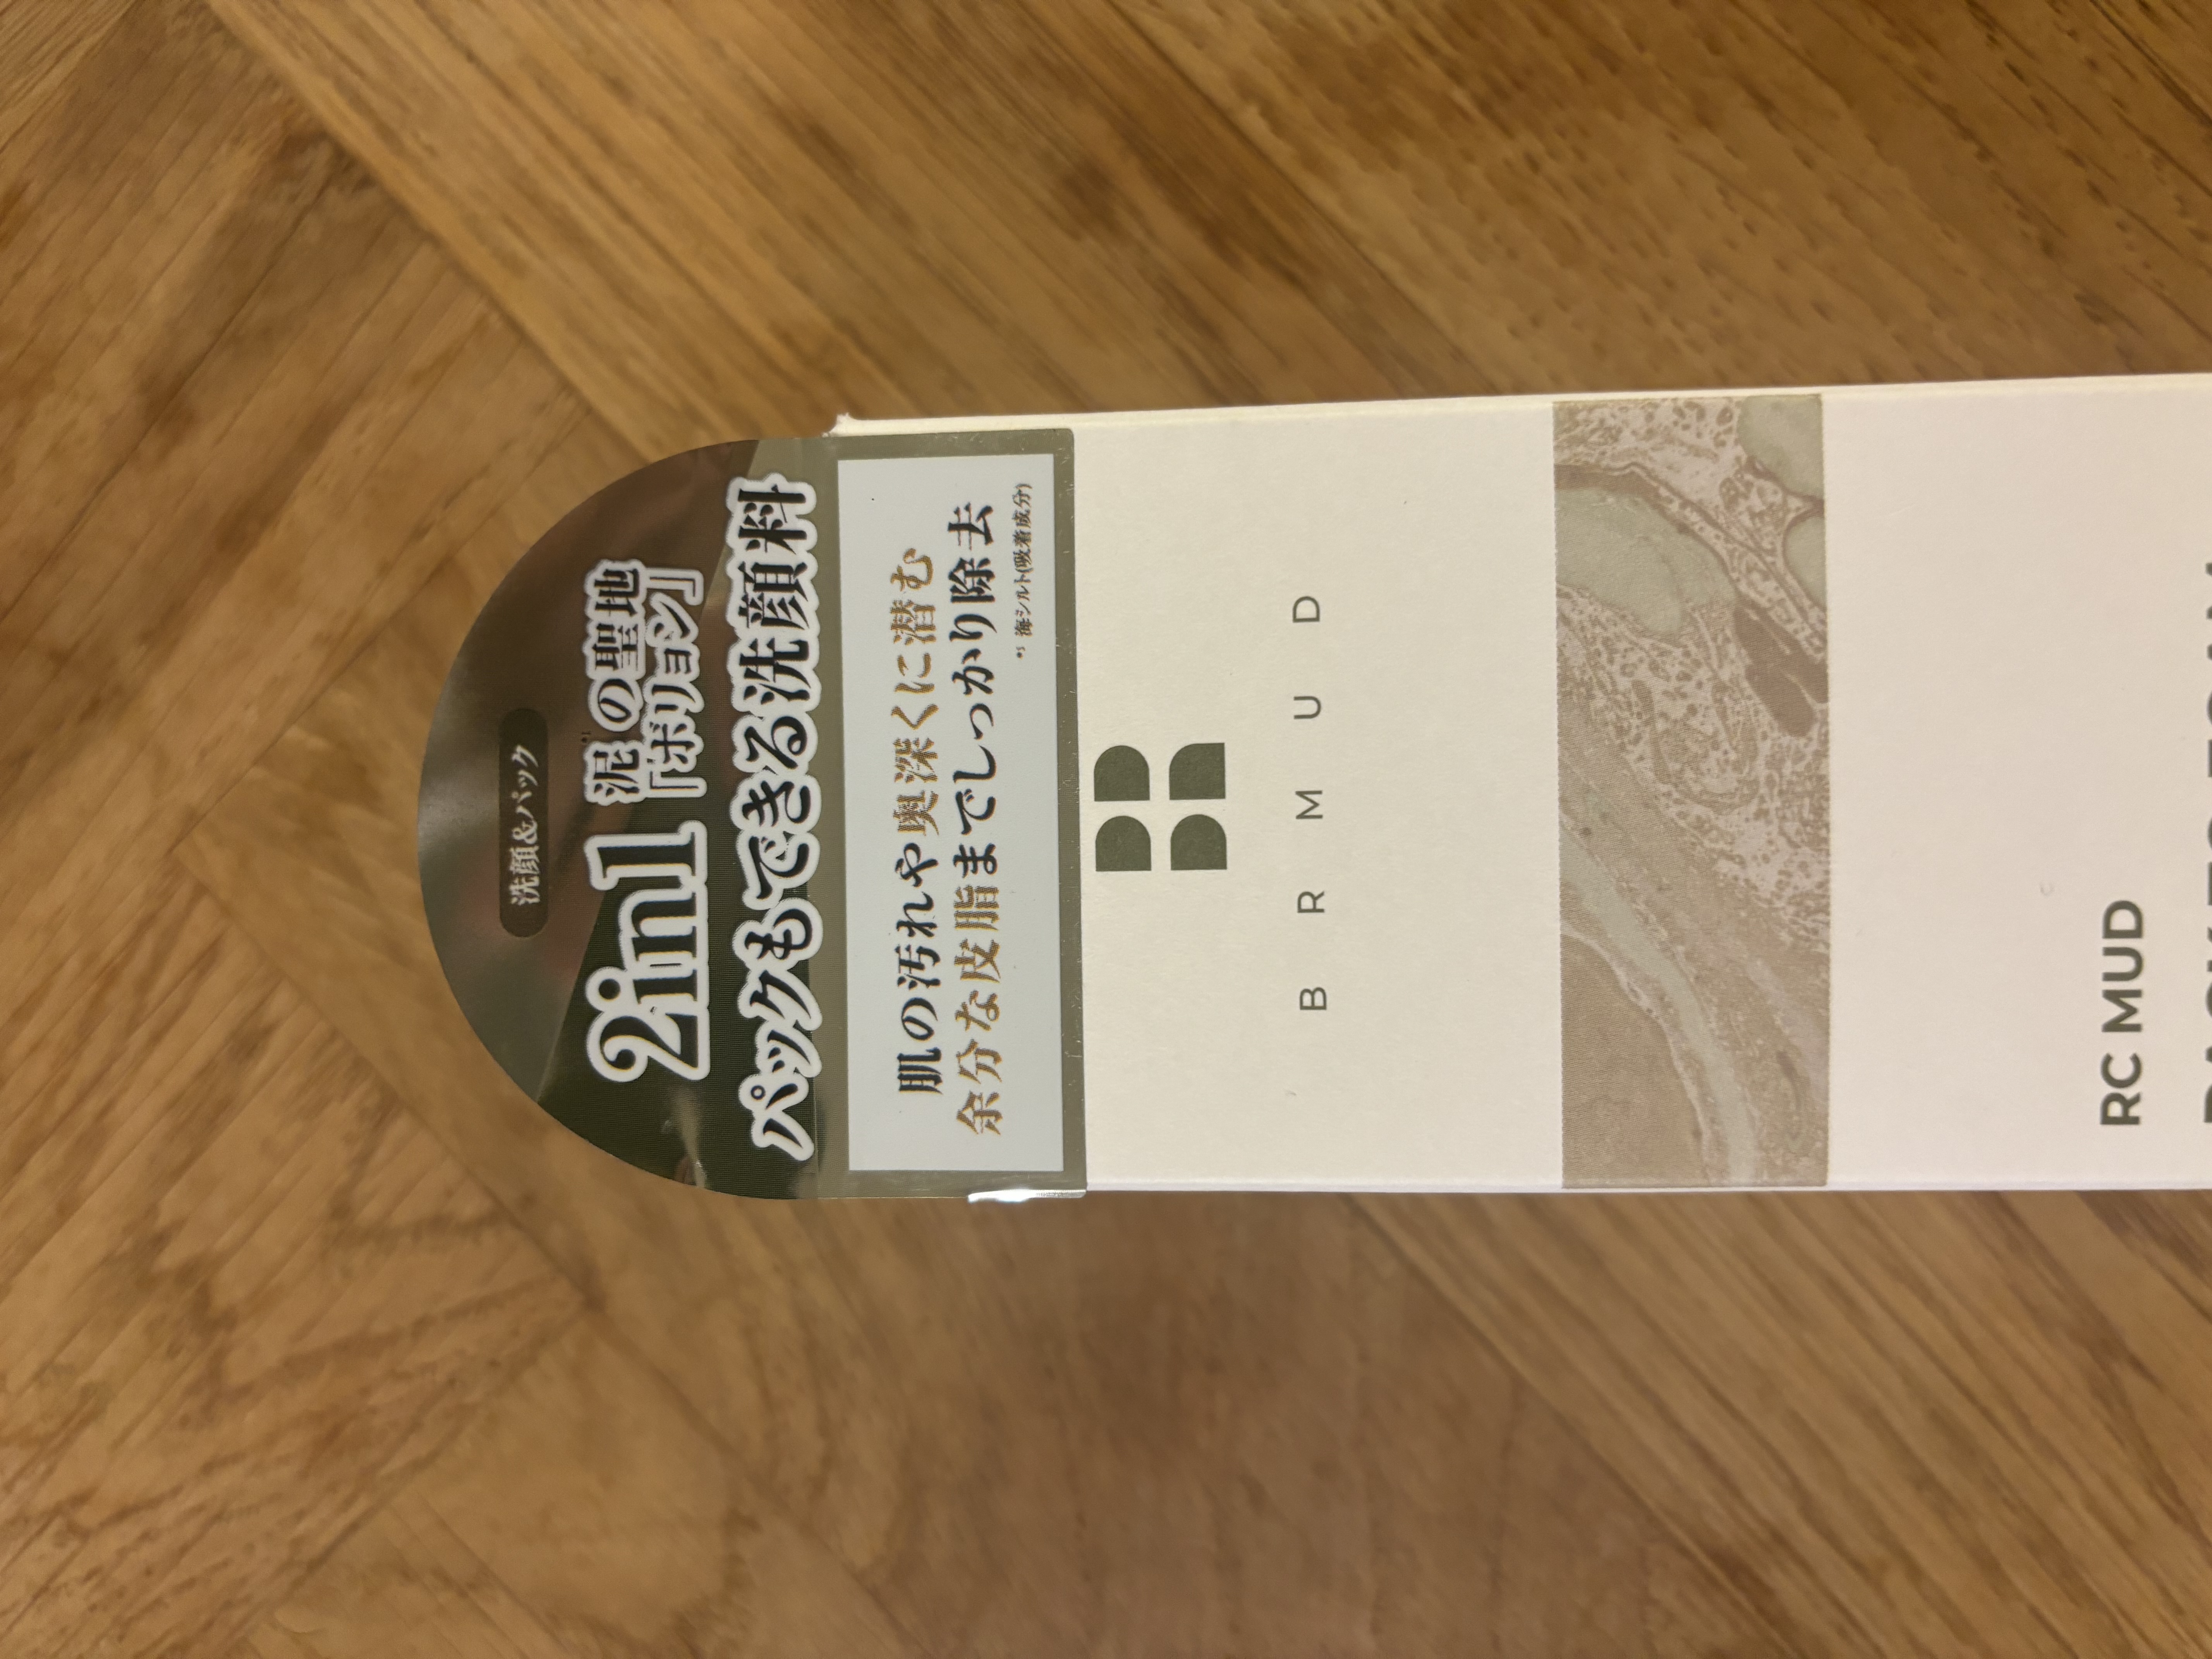 洗顔&パック
2in1 泥*¹の聖地
「ボリョン」
パックもできる洗顔料
肌の汚れや奥深くに潜む
余分な皮脂までしっかり除去
*¹ 海シルト(吸着成分)
BRMUD
RC MUD